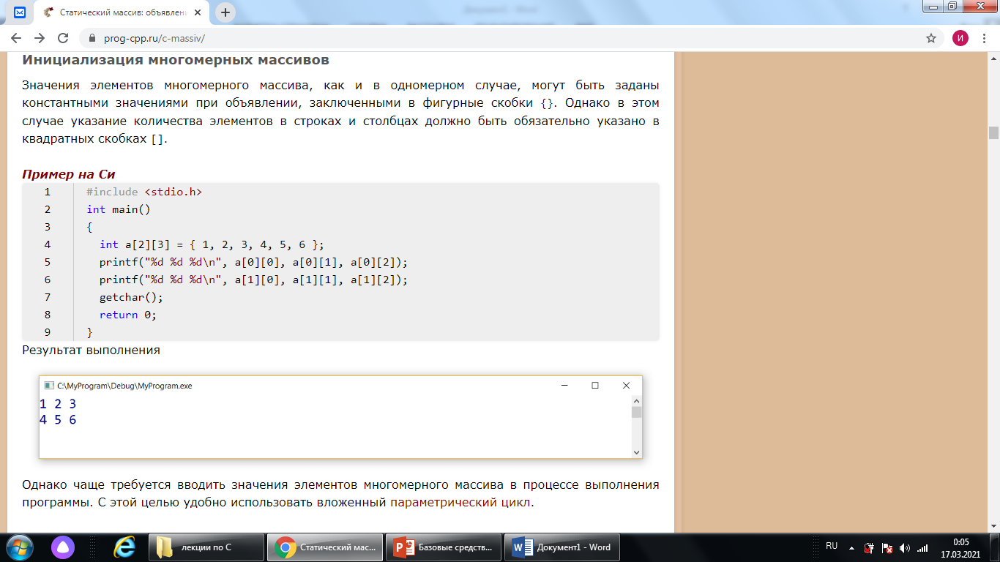 Статический массив: объявлени
prog-cpp.ru/c-massiv/
И
Инициализация многомерных массивов
Значения элементов многомерного массива, как и в одномерном случае, могут быть заданы
константными значениями при объявлении, заключенными в фигурные скобки {}. Однако в этом
случае указание количества элементов в строках и столбцах должно быть обязательно указано в
квадратных скобках [].
Пример на Си
1 #include <stdio.h>
2 int main()
3 {
4 int a[2][3] = { 1, 2, 3, 4, 5, 6 };
5 printf("%d %d %d\n", a[0][0], a[0][1], a[0][2]);
6 printf("%d %d %d\n", a[1][0], a[1][1], a[1][2]);
7 getchar();
8 return 0;
9 }
Результат выполнения
C:\MyProgram\Debug\MyProgram.exe
1 2 3
4 5 6
Однако чаще требуется вводить значения элементов многомерного массива в процессе выполнения
программы. С этой целью удобно использовать вложенный параметрический цикл.
лекции по С
Статический мас...
Базовые средств...
Документ1 - Word
RU
0:05
17.03.2021